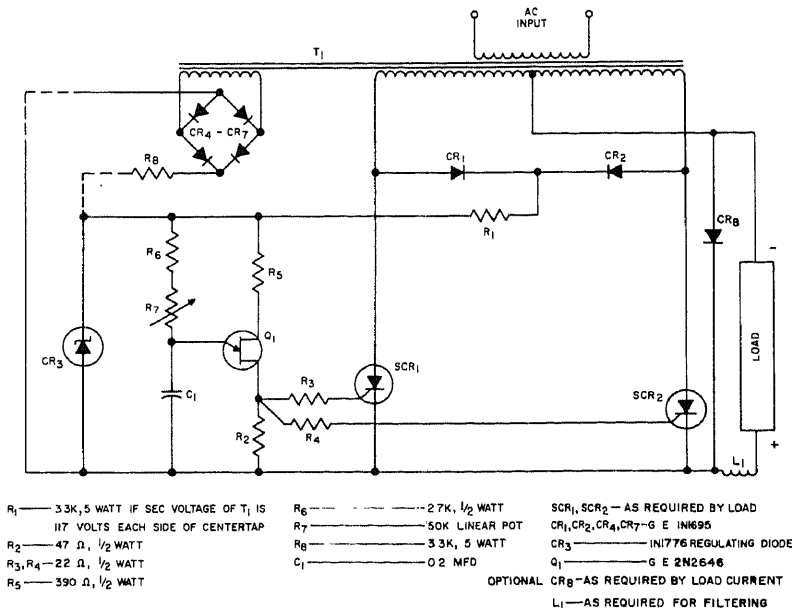 AC
INPUT
T1
CR4 – CR7
R8
CR1
CR2
CR8
R1
R6
R5
R7
Q1
CR3
C1
R3
SCR1
SCR2
R2
R4
LOAD
-
+
L1
R1 — 3.3K, 5 WATT IF SEC VOLTAGE OF T1 IS
117 VOLTS EACH SIDE OF CENTERTAP
R2 — 47 Ω, 1/2 WATT
R3, R4 — 22 Ω, 1/2 WATT
R5 — 390 Ω, 1/2 WATT
R6 — 2.7K, 1/2 WATT
R7 — 50K LINEAR POT
R8 — 3.3K, 5 WATT
C1 — 0.2 MFD
SCR1, SCR2 — AS REQUIRED BY LOAD
CR1, CR2, CR4, CR7 — G E IN1695
CR3 — IN1776 REGULATING DIODE
Q1 — G E 2N2646
OPTIONAL CR8 — AS REQUIRED BY LOAD CURRENT
L1 — AS REQUIRED FOR FILTERING